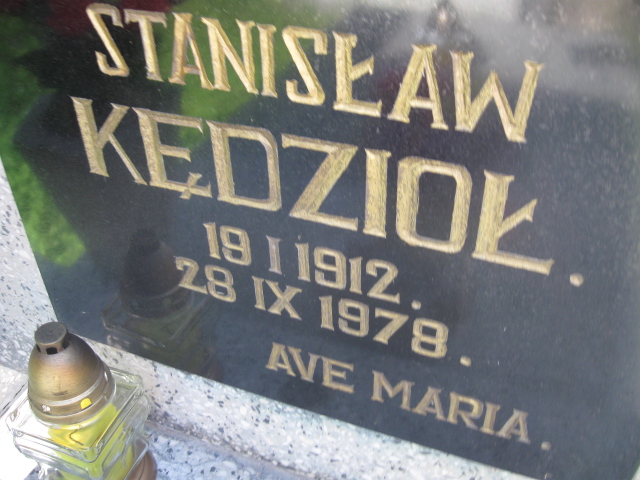 STANISŁAW
KĘDZIOŁ.
19 I 1912.
28 IX 1978.
AVE MARIA.